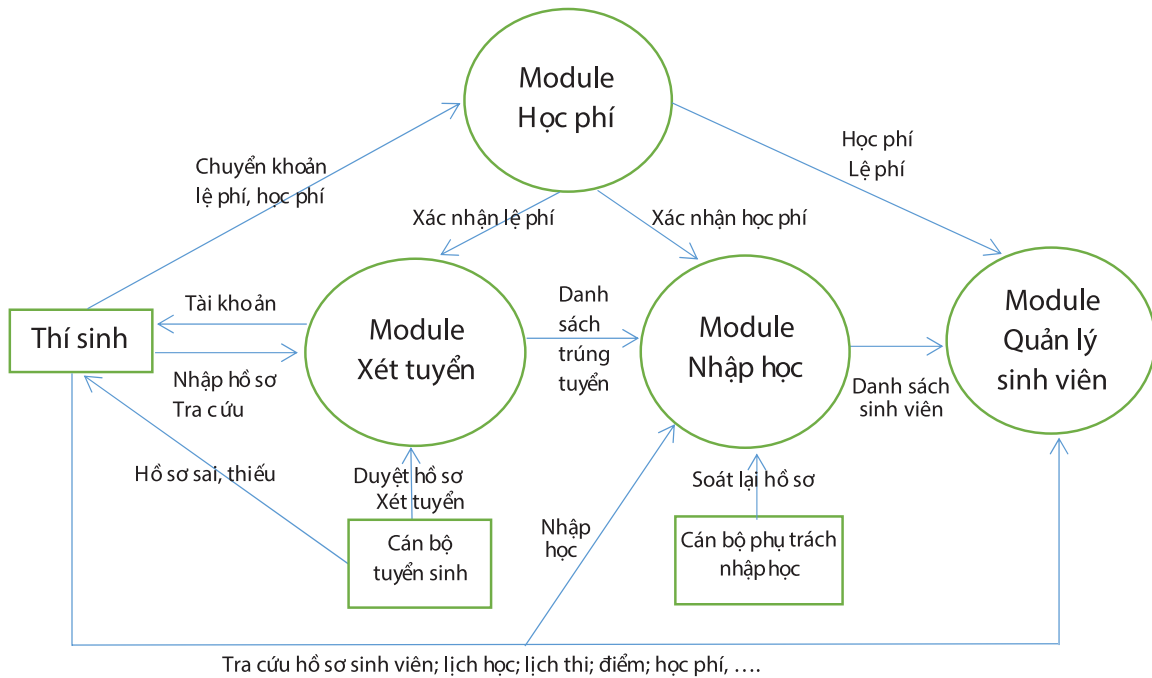 Module
Học phí
Học phí
Lệ phí
Chuyển khoản
lệ phí, học phí
Xác nhận lệ phí
Xác nhận học phí
Tài khoản
Thí sinh
Nhập hồ sơ
Tra cứu
Module
Xét tuyển
Danh
sách
trúng
tuyển
Module
Nhập học
Danh sách
sinh viên
Module
Quản lý
sinh viên
Hồ sơ sai, thiếu
Duyệt hồ sơ
Xét tuyển
Soát lại hồ sơ
Cán bộ
tuyển sinh
Nhập
học
Cán bộ phụ trách
nhập học
Tra cứu hồ sơ sinh viên; lịch học; lịch thi; điểm; học phí, ….